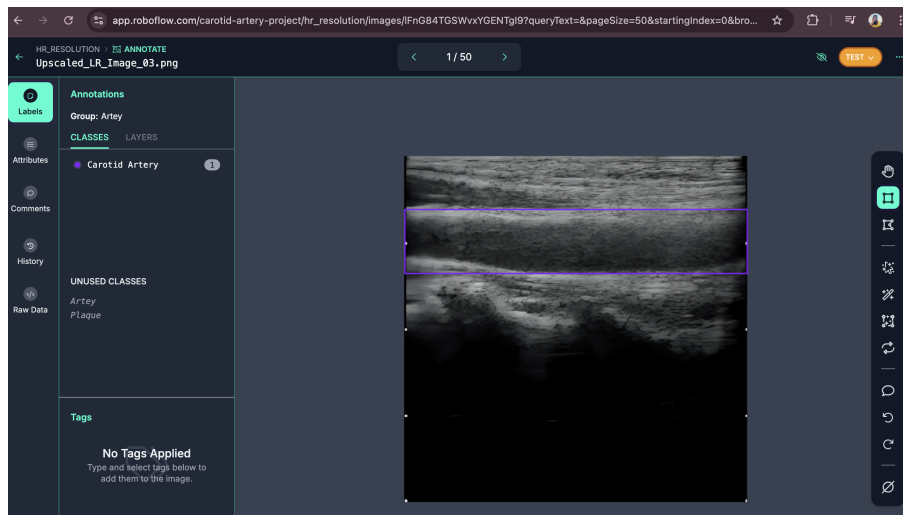 app.roboflow.com/carotid-artery-project/hr_resolution/images/IFnG84TGSWvxYGENTgI9?queryText=&pageSize=50&startingIndex=0&bro...
HR_RESOLUTION > ANNOTATE
Upscaled_LR_Image_03.png
1 / 50
TEST
Labels
Attributes
Comments
History
Raw Data
Annotations
Group: Artey
CLASSES LAYERS
Carotid Artery 1
UNUSED CLASSES
Artey
Plaque
Tags
No Tags Applied
Type and select tags below to
add them to the image.